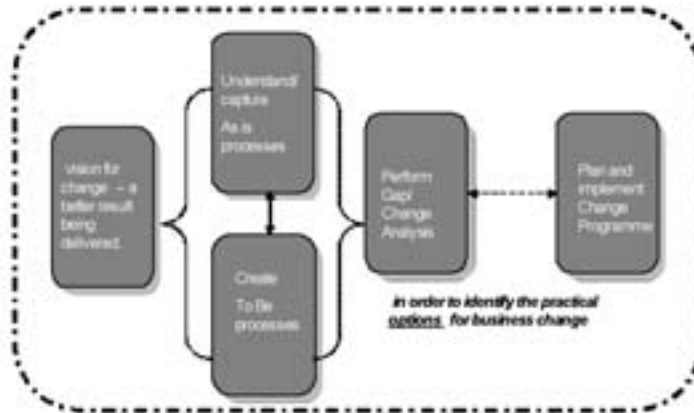 vision for
change – a
better result
being
delivered.
Understand/
capture
As is
processes
Create
To Be
processes
Perform
Gap/
Change
Analysis
Plan and
implement
Change
Programme
in order to identify the practical
options for business change